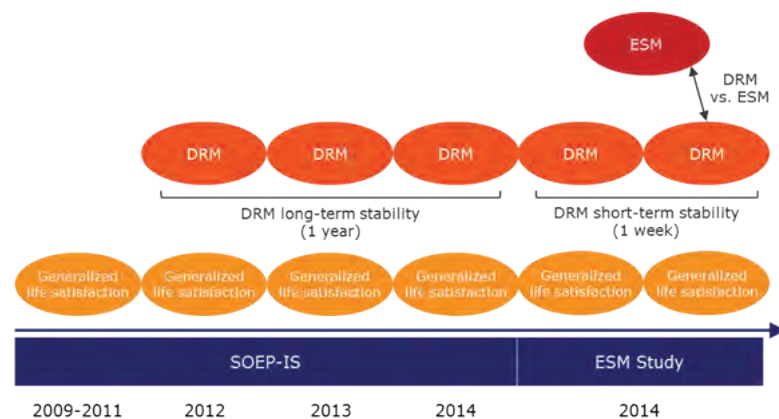 ESM
DRM
vs. ESM
DRM
DRM
DRM
DRM
DRM
DRM long-term stability
(1 year)
DRM short-term stability
(1 week)
Generalized
life satisfaction
Generalized
life satisfaction
Generalized
life satisfaction
Generalized
life satisfaction
Generalized
life satisfaction
Generalized
life satisfaction
SOEP-IS
ESM Study
2009-2011
2012
2013
2014
2014